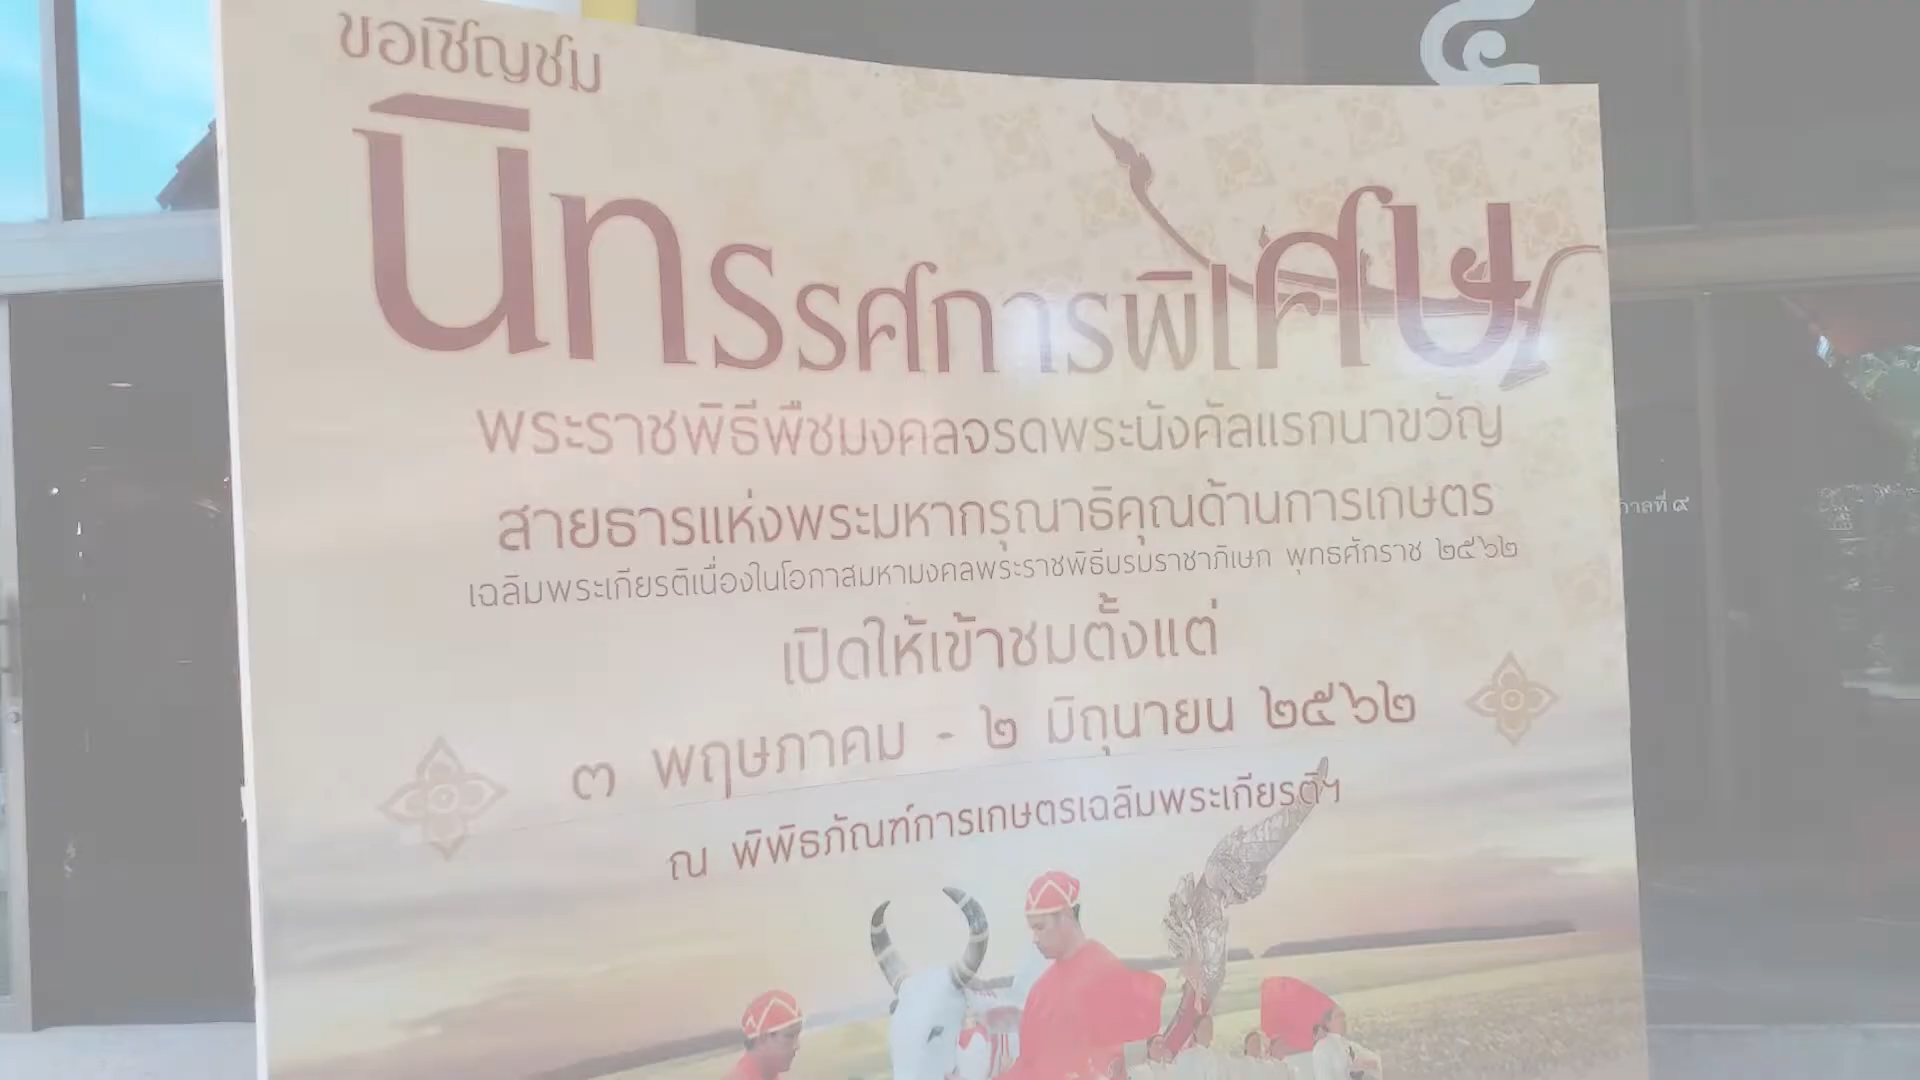 ๕
ขอเชิญชม
นิทรรศการพิเศษ
พระราชพิธีพืชมงคลจรดพระนังคัลแรกนาขวัญ
สายธารแห่งพระมหากรุณาธิคุณด้านการเกษตร
เฉลิมพระเกียรติเนื่องในโอกาสมหามงคลพระราชพิธีบรมราชาภิเษก พุทธศักราช ๒๕๖๒
เปิดให้เข้าชมตั้งแต่
๓ พฤษภาคม - ๒ มิถุนายน ๒๕๖๒
ณ พิพิธภัณฑ์การเกษตรเฉลิมพระเกียรติฯ
ที่ ๙